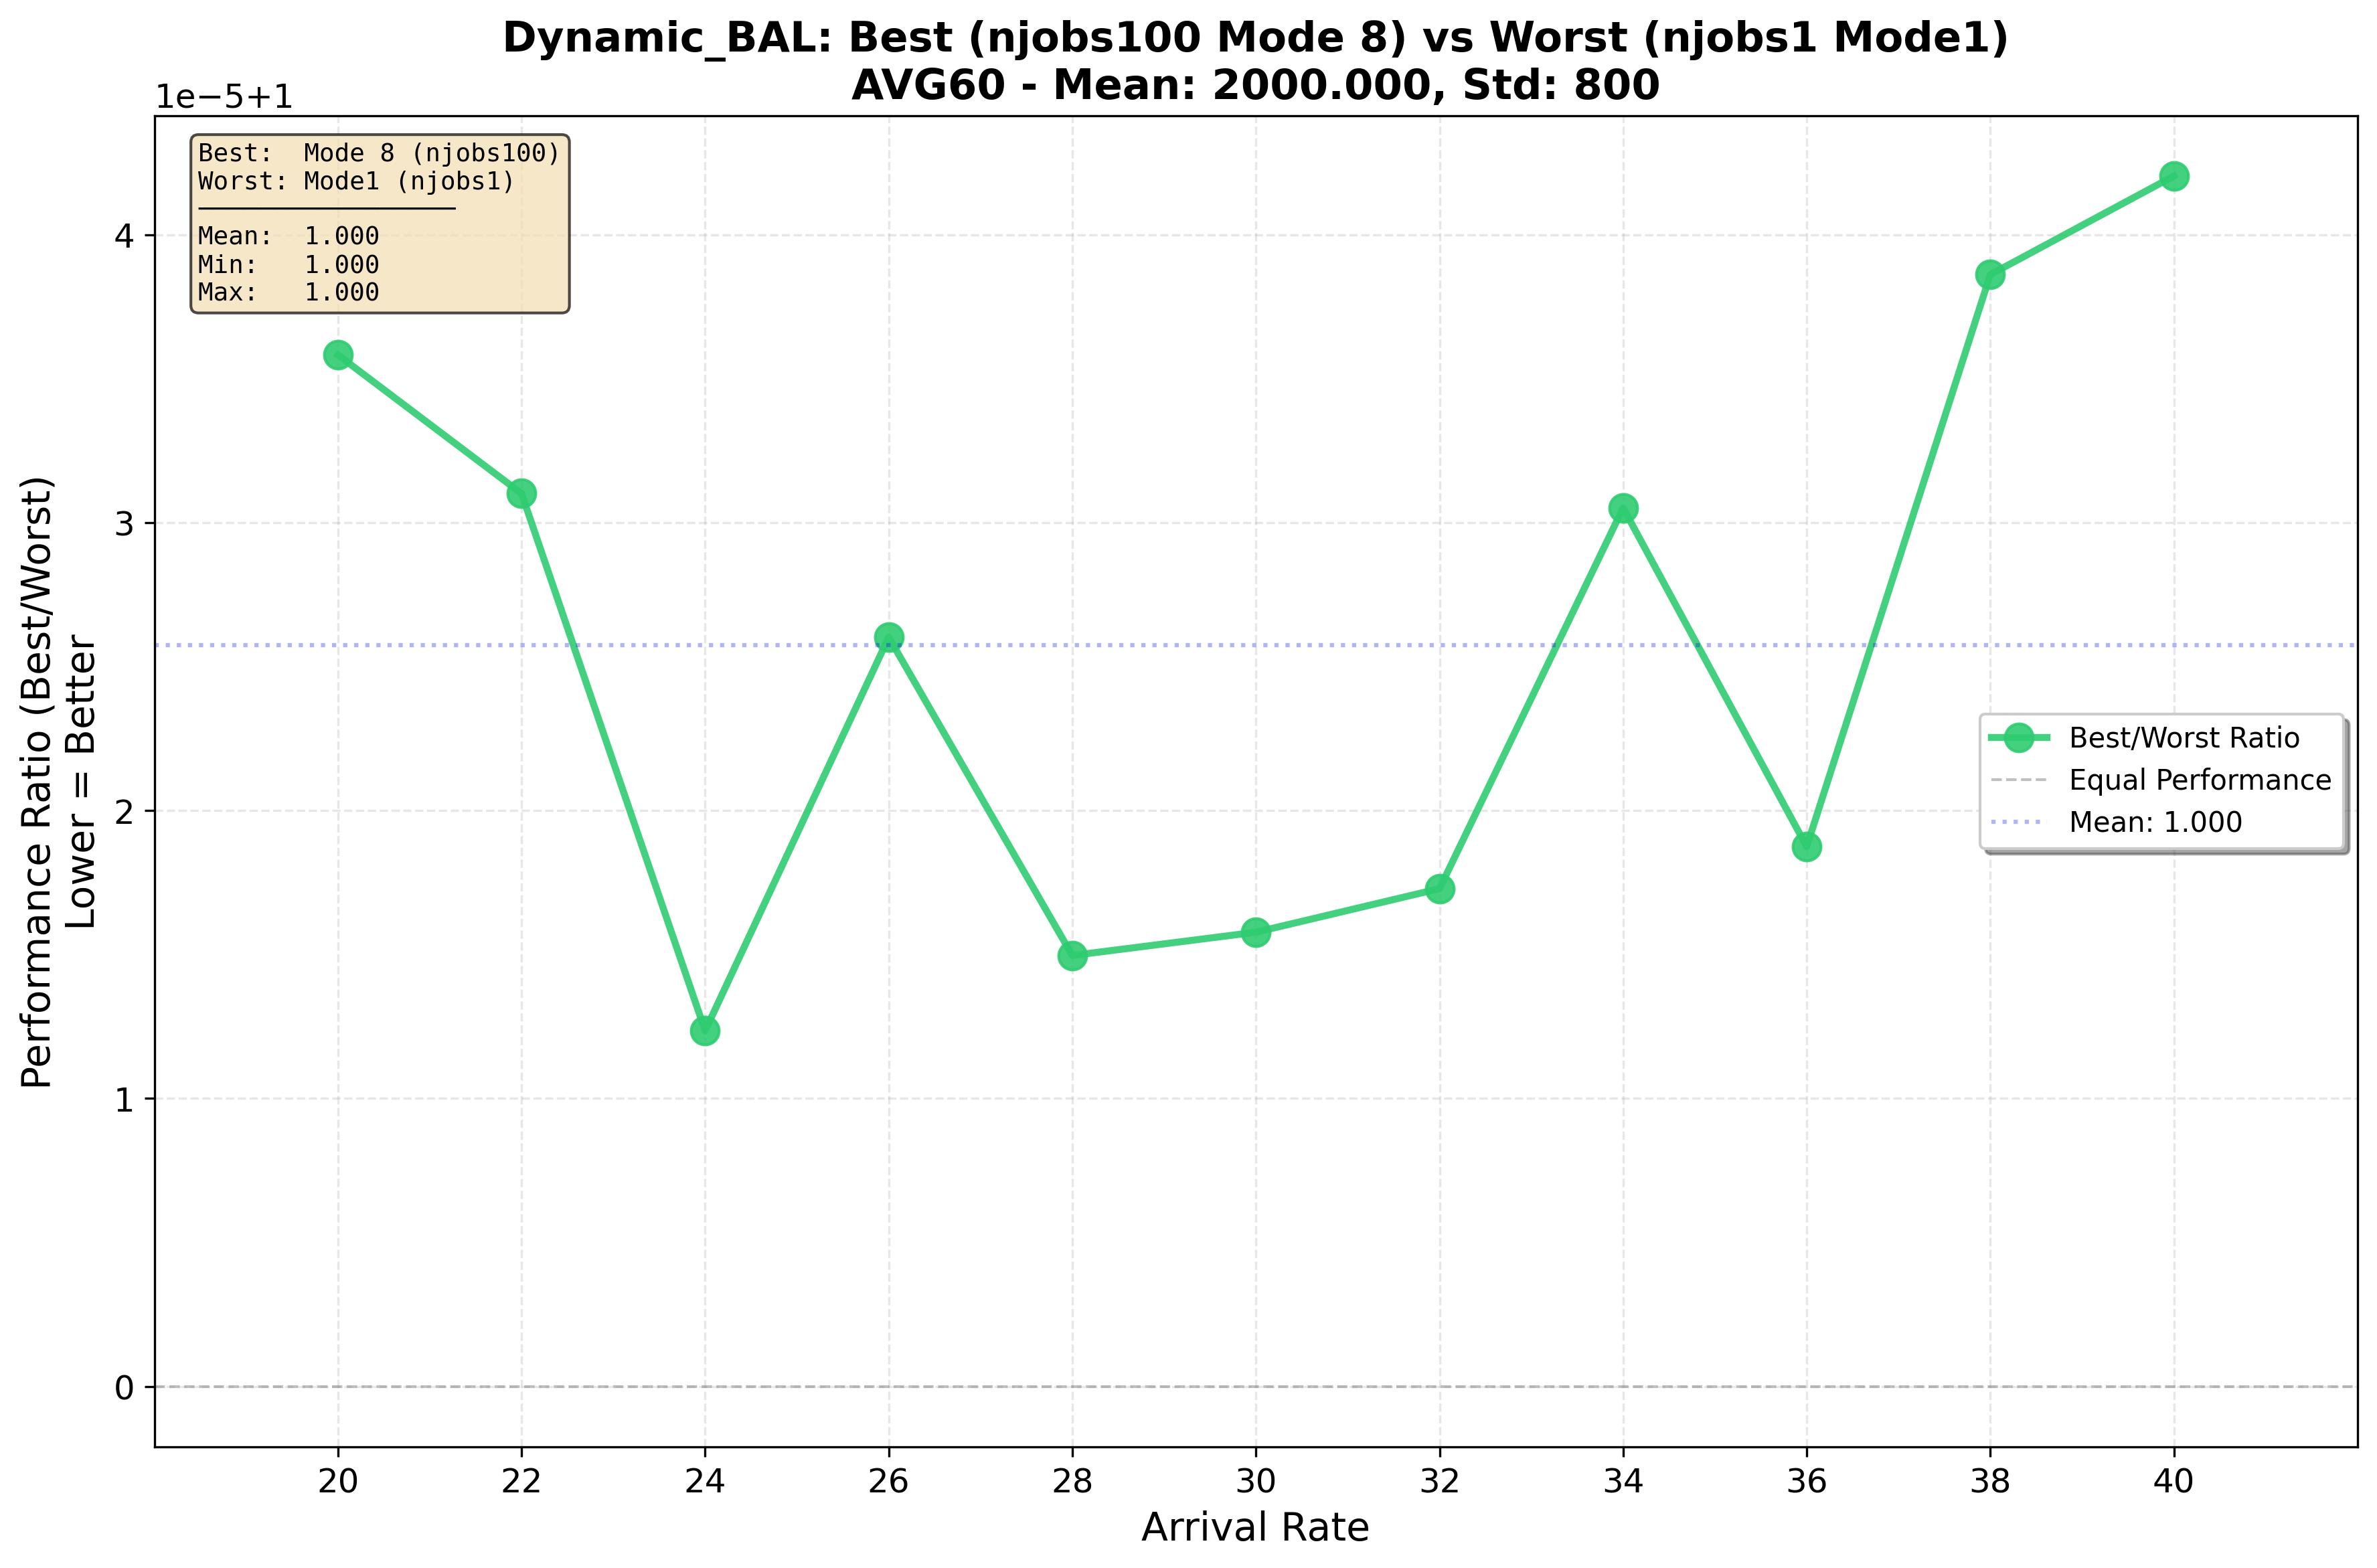 Dynamic_BAL: Best (njobs100 Mode 8) vs Worst (njobs1 Mode1)
AVG60 - Mean: 2000.000, Std: 800
1e−5+1
Best:  Mode 8 (njobs100)
Worst: Mode1 (njobs1)
Mean:  1.000
Min:   1.000
Max:   1.000
4
3
2
1
0
Performance Ratio (Best/Worst)
Lower = Better
Best/Worst Ratio
Equal Performance
Mean: 1.000
20 22 24 26 28 30 32 34 36 38 40
Arrival Rate